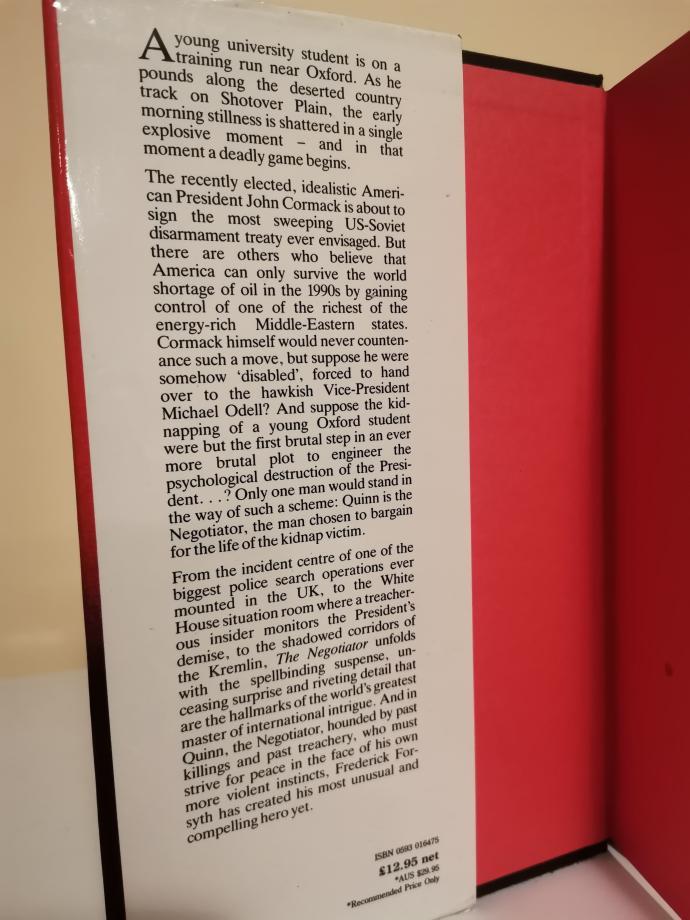 A young university student is on a
training run near Oxford. As he
pounds along the deserted country
track on Shotover Plain, the early
morning stillness is shattered in a single
explosive moment – and in that
moment a deadly game begins.
The recently elected, idealistic Ameri-
can President John Cormack is about to
sign the most sweeping US-Soviet
disarmament treaty ever envisaged. But
there are others who believe that
America can only survive the world
shortage of oil in the 1990s by gaining
control of one of the richest of the
energy-rich Middle-Eastern states.
Cormack himself would never counten-
ance such a move, but suppose he were
somehow ‘disabled’, forced to hand
over to the hawkish Vice-President
Michael Odell? And suppose the kid-
napping of a young Oxford student
were but the first brutal step in an ever
more brutal plot to engineer the
psychological destruction of the Presi-
dent. . .? Only one man would stand in
the way of such a scheme: Quinn is the
Negotiator, the man chosen to bargain
for the life of the kidnap victim.
From the incident centre of one of the
biggest police search operations ever
mounted in the UK, to the White
House situation room where a treacher-
ous insider monitors the President’s
demise, to the shadowed corridors of
the Kremlin, The Negotiator unfolds
with the spellbinding suspense, un-
ceasing surprise and riveting detail that
are the hallmarks of the world’s greatest
master of international intrigue. And in
Quinn, the Negotiator, hounded by past
killings and past treachery, who must
strive for peace in the face of his own
more violent instincts, Frederick For-
syth has created his most unusual and
compelling hero yet.
ISBN 0593 016475
£12.95 net
*AUS $29.95
*Recommended Price Only